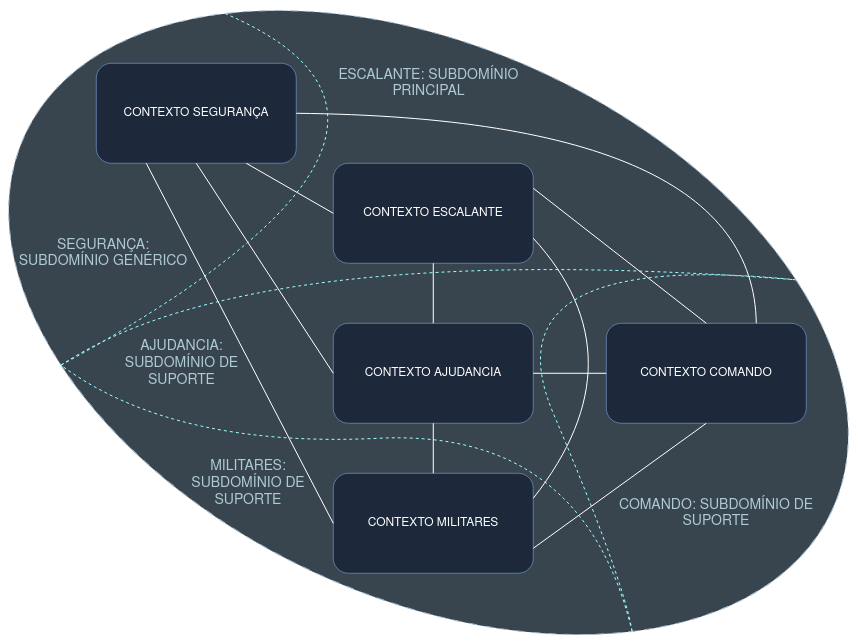 ESCALANTE: SUBDOMÍNIO
PRINCIPAL
CONTEXTO SEGURANÇA
CONTEXTO ESCALANTE
SEGURANÇA:
SUBDOMÍNIO GENÉRICO
AJUDANCIA:
SUBDOMÍNIO DE
SUPORTE
CONTEXTO AJUDANCIA
CONTEXTO COMANDO
MILITARES:
SUBDOMÍNIO DE
SUPORTE
CONTEXTO MILITARES
COMANDO: SUBDOMÍNIO DE
SUPORTE